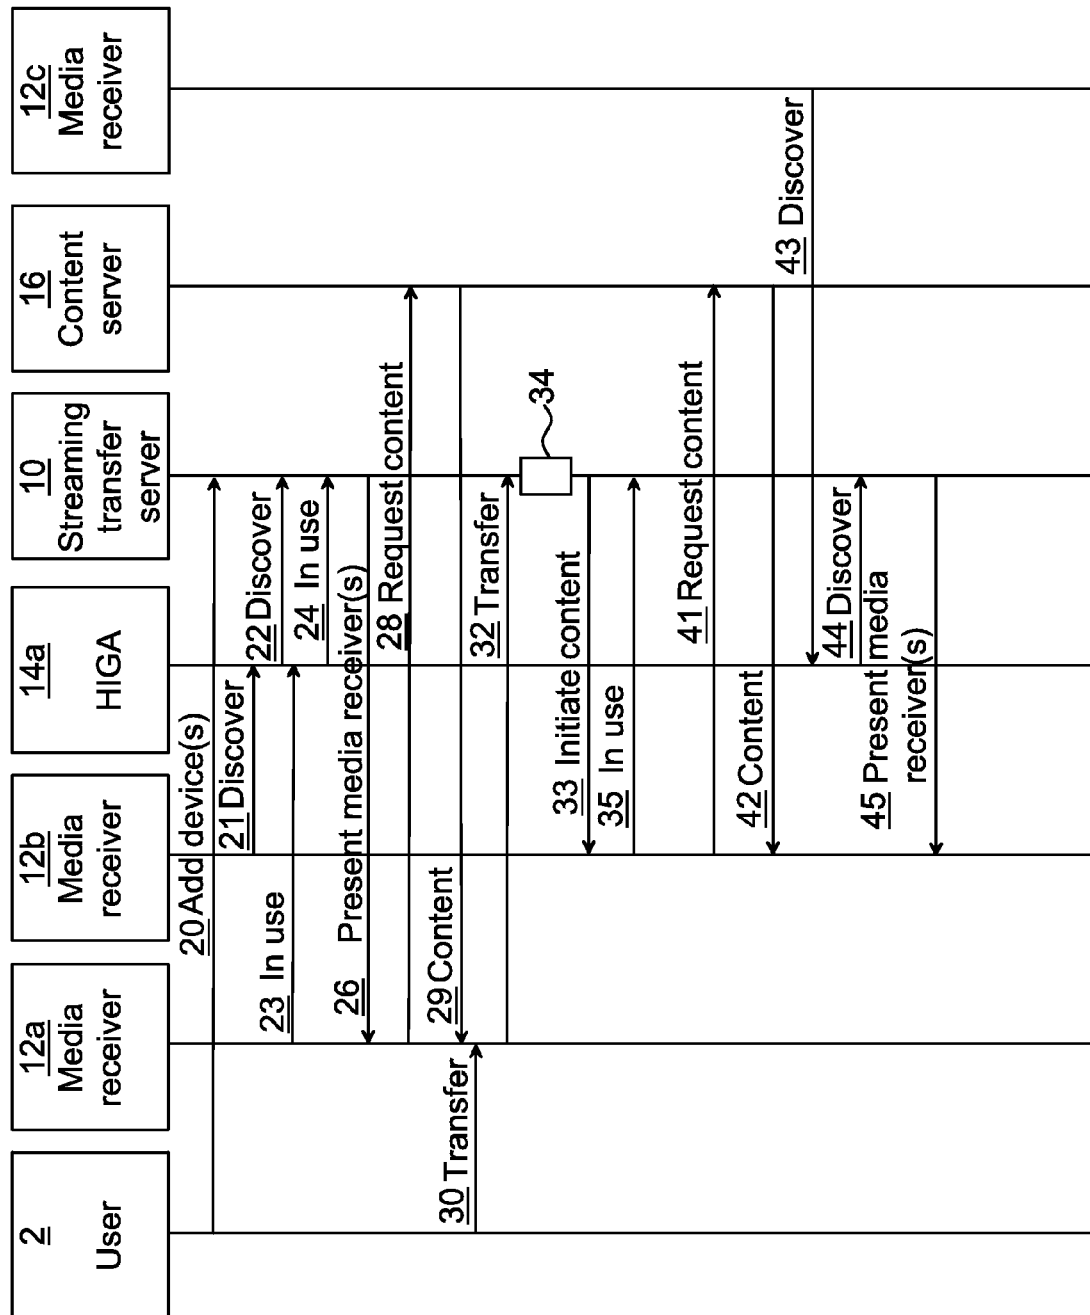 2
User
12a
Media
receiver
12b
Media
receiver
14a
HIGA
10
Streaming
transfer
server
16
Content
server
12c
Media
receiver
20 Add device(s)
21 Discover
22 Discover
23 In use
24 In use
26 Present media receiver(s)
28 Request content
29 Content
30 Transfer
32 Transfer
34
33 Initiate content
35 In use
41 Request content
42 Content
43 Discover
44 Discover
45 Present media
receiver(s)